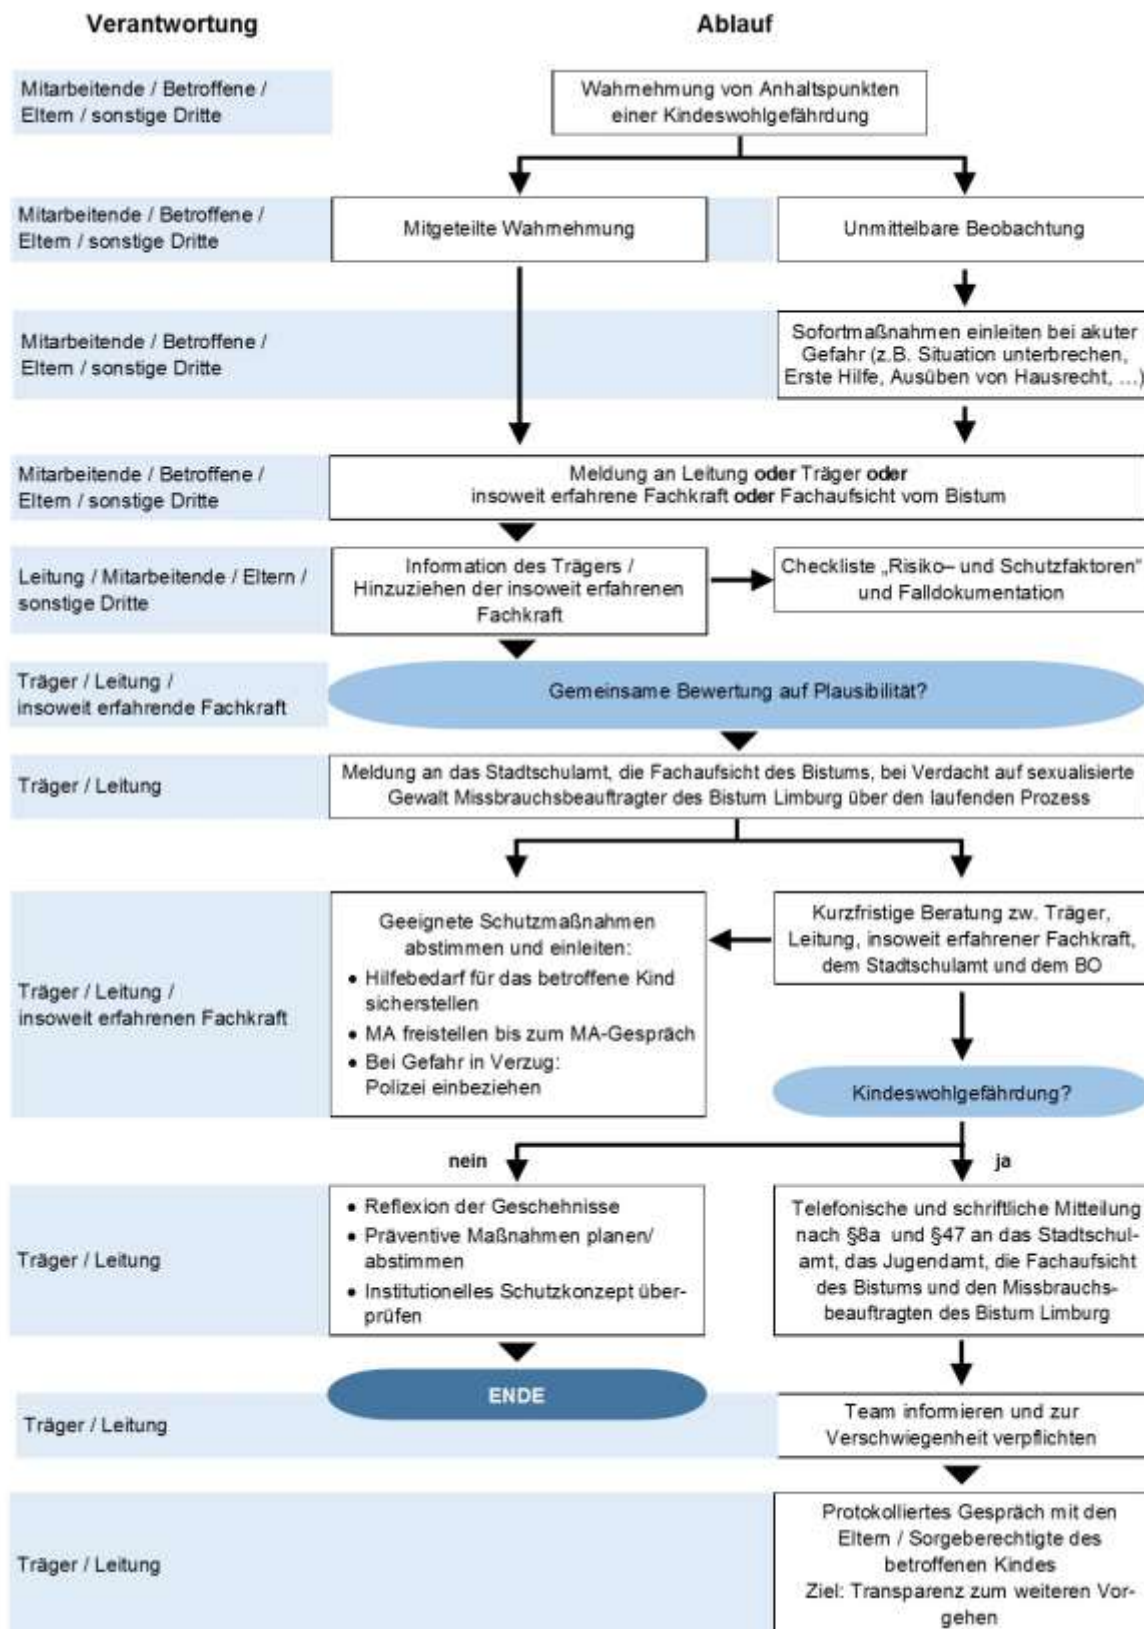 Verantwortung
Ablauf
Mitarbeitende / Betroffene /
Eltern / sonstige Dritte
Wahrnehmung von Anhaltspunkten
einer Kindeswohlgefährdung
Mitarbeitende / Betroffene /
Eltern / sonstige Dritte
Mitgeteilte Wahrnehmung
Unmittelbare Beobachtung
Mitarbeitende / Betroffene /
Eltern / sonstige Dritte
Sofortmaßnahmen einleiten bei akuter
Gefahr (z.B. Situation unterbrechen,
Erste Hilfe, Ausüben von Hausrecht, …)
Mitarbeitende / Betroffene /
Eltern / sonstige Dritte
Meldung an Leitung oder Träger oder
insoweit erfahrene Fachkraft oder Fachaufsicht vom Bistum
Leitung / Mitarbeitende / Eltern /
sonstige Dritte
Information des Trägers /
Hinzuziehen der insoweit erfahrenen
Fachkraft
Checkliste „Risiko– und Schutzfaktoren“
und Falldokumentation
Träger / Leitung /
insoweit erfahrende Fachkraft
Gemeinsame Bewertung auf Plausibilität?
Träger / Leitung
Meldung an das Stadtschulamt, die Fachaufsicht des Bistums, bei Verdacht auf sexualisierte
Gewalt Missbrauchsbeauftragter des Bistum Limburg über den laufenden Prozess
Träger / Leitung /
insoweit erfahrenen Fachkraft
Geeignete Schutzmaßnahmen
abstimmen und einleiten:
• Hilfebedarf für das betroffene Kind
sicherstellen
• MA freistellen bis zum MA-Gespräch
• Bei Gefahr in Verzug:
Polizei einbeziehen
Kurzfristige Beratung zw. Träger,
Leitung, insoweit erfahrener Fachkraft,
dem Stadtschulamt und dem BO
Kindeswohlgefährdung?
nein
ja
Träger / Leitung
• Reflexion der Geschehnisse
• Präventive Maßnahmen planen/
abstimmen
• Institutionelles Schutzkonzept über-
prüfen
Telefonische und schriftliche Mitteilung
nach §8a und §47 an das Stadtschul-
amt, das Jugendamt, die Fachaufsicht
des Bistums und den Missbrauchs-
beauftragten des Bistum Limburg
ENDE
Träger / Leitung
Team informieren und zur
Verschwiegenheit verpflichten
Träger / Leitung
Protokolliertes Gespräch mit den
Eltern / Sorgeberechtigte des
betroffenen Kindes
Ziel: Transparenz zum weiteren Vor-
gehen